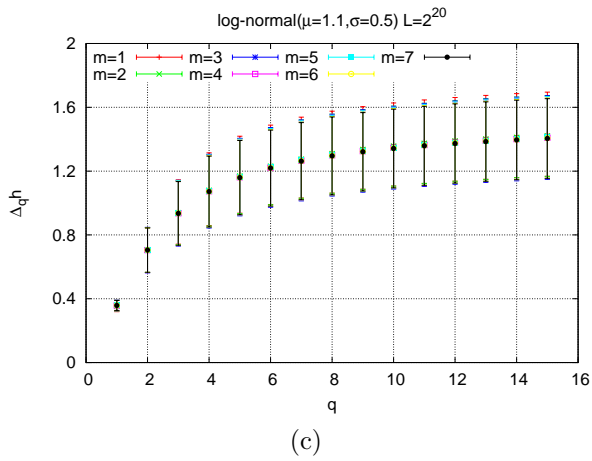 log-normal(μ=1.1,σ=0.5) L=2^20
2
m=1 m=3 m=5 m=7
m=2 m=4 m=6
1.6
1.2
Δqh
0.8
0.4
0
0 2 4 6 8 10 12 14 16
q
(c)